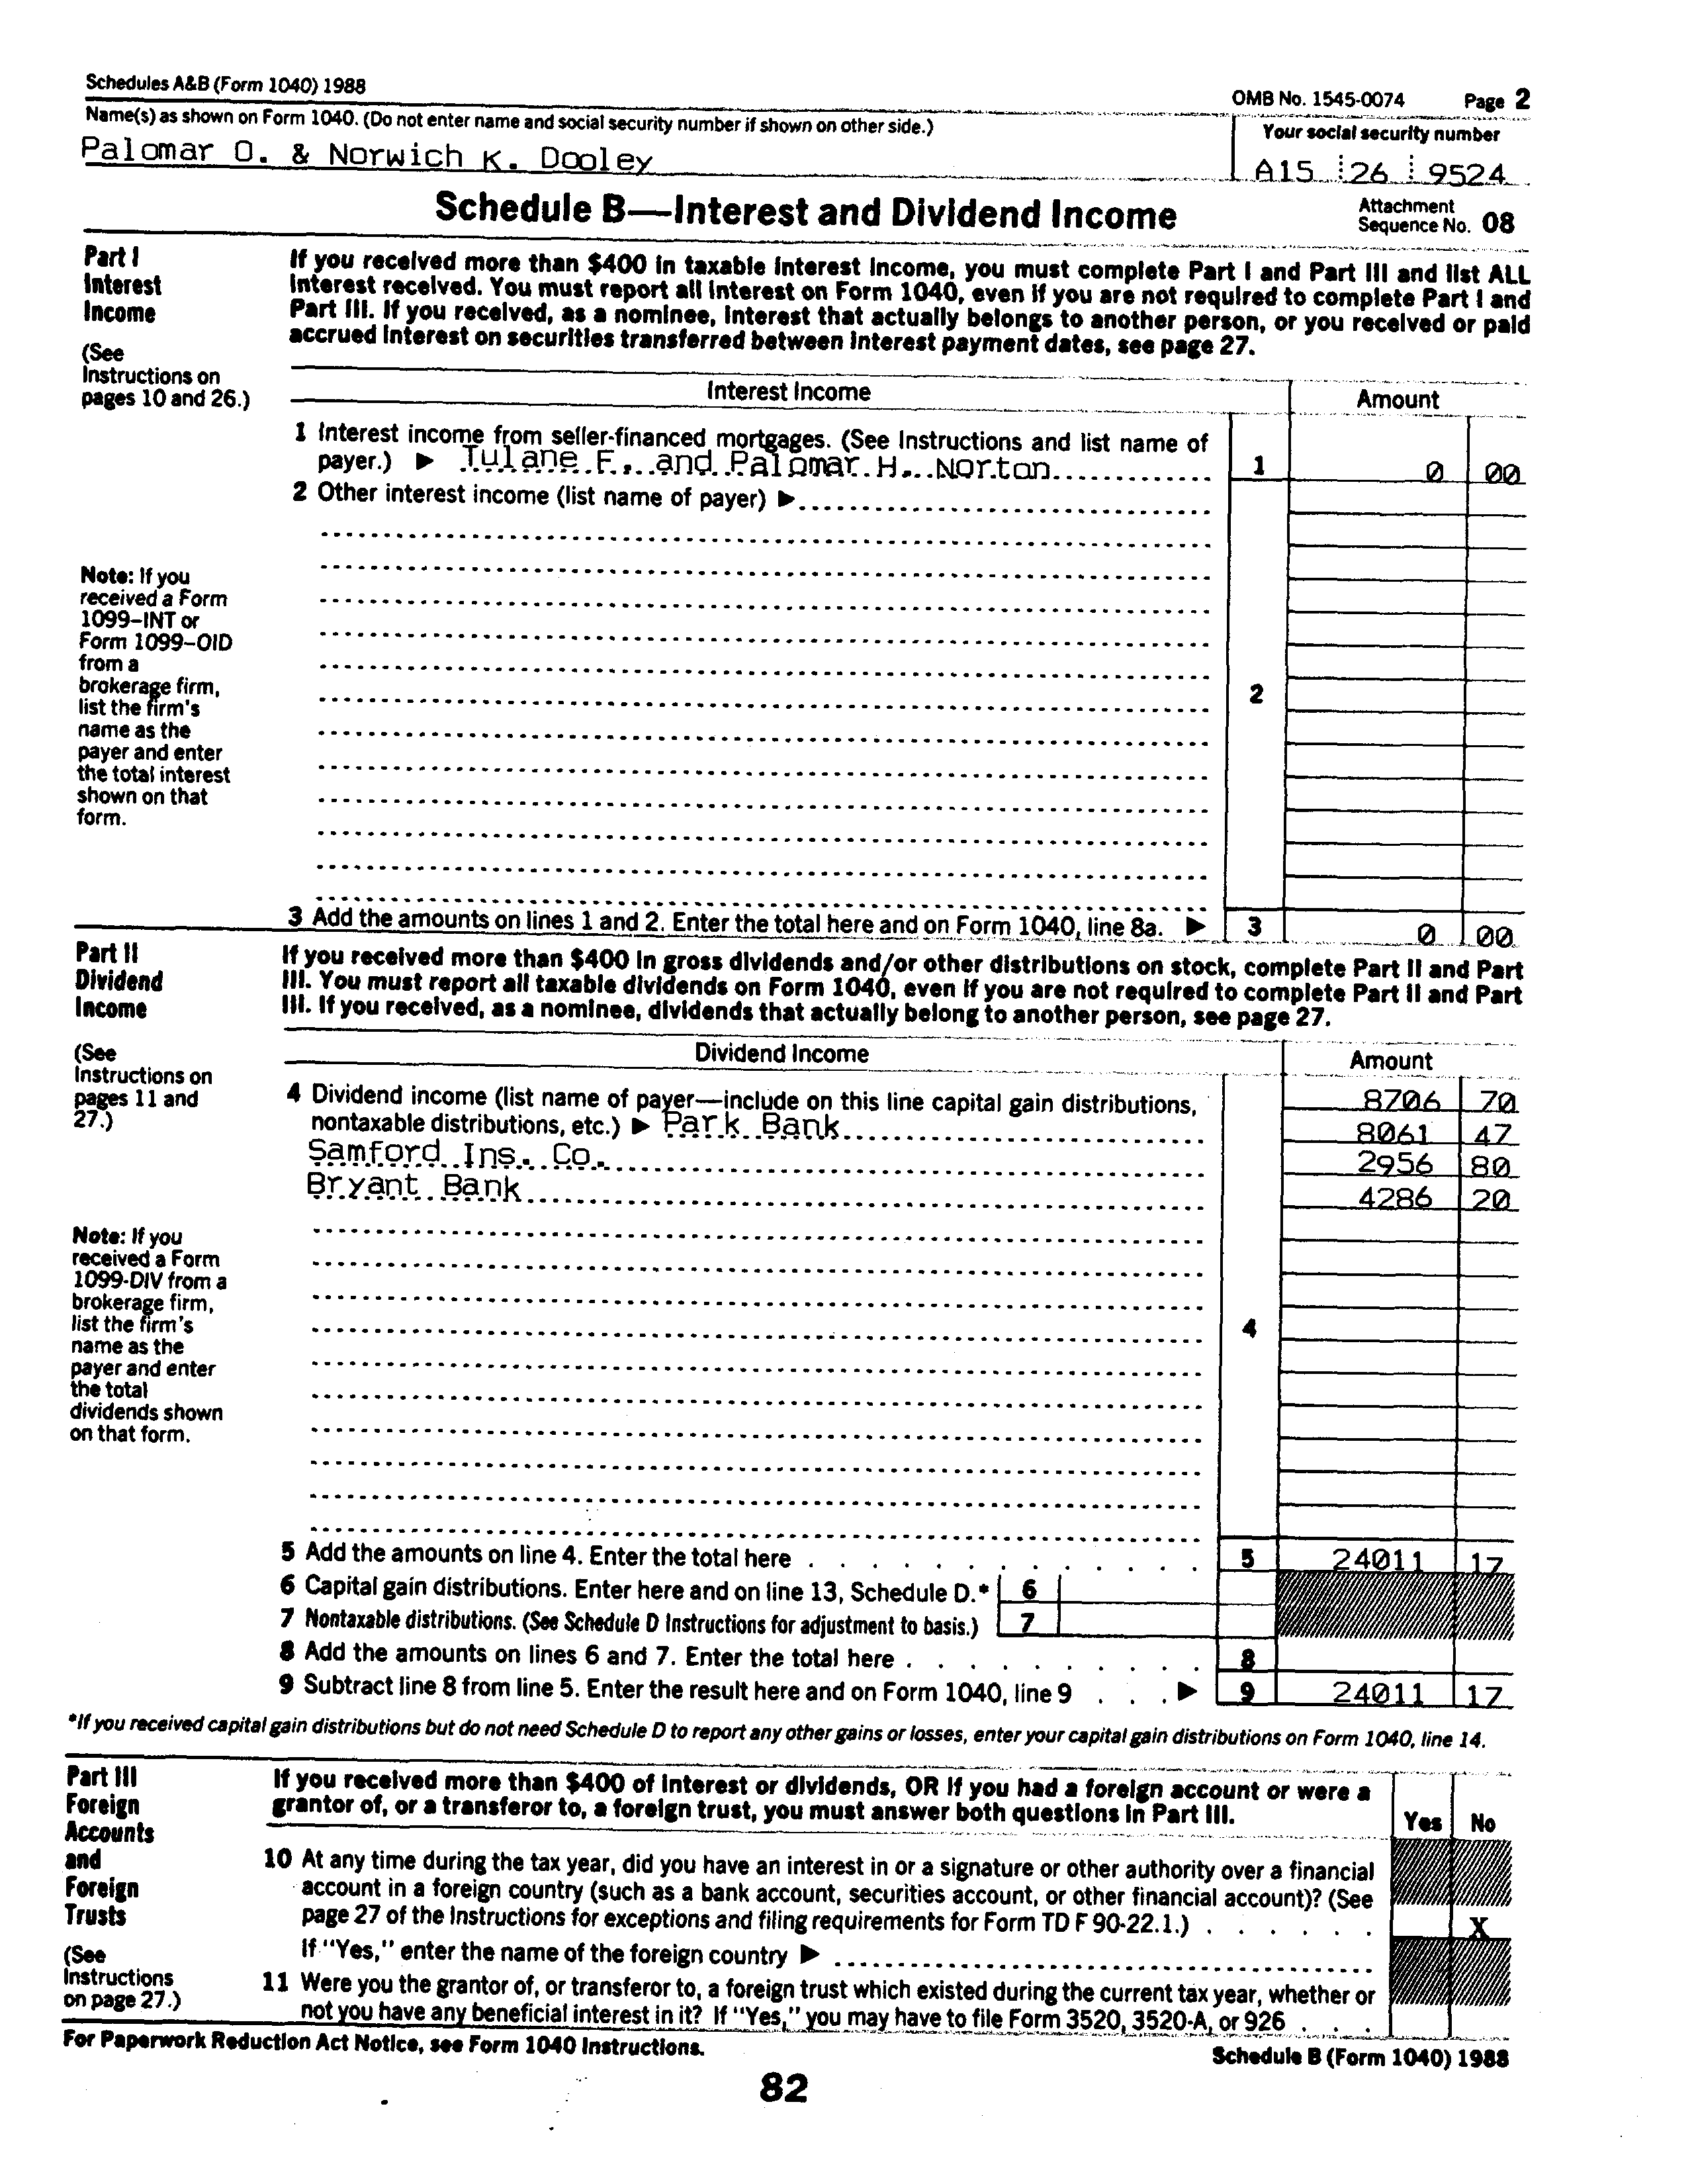 Schedules A&B (Form 1040) 1988
OMB No. 1545-0074 Page 2
Name(s) as shown on Form 1040. (Do not enter name and social security number if shown on other side.)
Your social security number
Palomar O. & Norwich K. Dooley
A15 26 9524
Schedule B—Interest and Dividend Income
Attachment
Sequence No. 08
Part I
Interest
Income
(See
Instructions on
pages 10 and 26.)
If you received more than $400 in taxable interest income, you must complete Part I and Part III and list ALL
interest received. You must report all interest on Form 1040, even if you are not required to complete Part I and
Part III. If you received, as a nominee, interest that actually belongs to another person, or you received or paid
accrued interest on securities transferred between interest payment dates, see page 27.
Interest Income Amount
1 Interest income from seller-financed mortgages. (See Instructions and list name of
payer.) ▶ Tulane F. and Palomar H. Norton 1 0 00
2 Other interest income (list name of payer) ▶
Note: If you
received a Form
1099–INT or
Form 1099–OID
from a
brokerage firm,
list the firm's
name as the
payer and enter
the total interest
shown on that
form.
2
3 Add the amounts on lines 1 and 2. Enter the total here and on Form 1040, line 8a. ▶ 3 0 00
Part II
Dividend
Income
(See
Instructions on
pages 11 and
27.)
If you received more than $400 in gross dividends and/or other distributions on stock, complete Part II and Part
III. You must report all taxable dividends on Form 1040, even if you are not required to complete Part II and Part
III. If you received, as a nominee, dividends that actually belong to another person, see page 27.
Dividend Income Amount
4 Dividend income (list name of payer—include on this line capital gain distributions, 8706 70
nontaxable distributions, etc.) ▶ Park Bank 8061 47
Samford Ins. Co. 2956 80
Bryant Bank 4286 20
Note: If you
received a Form
1099-DIV from a
brokerage firm,
list the firm's
name as the
payer and enter
the total
dividends shown
on that form.
4
5 Add the amounts on line 4. Enter the total here 5 24011 17
6 Capital gain distributions. Enter here and on line 13, Schedule D.* 6
7 Nontaxable distributions. (See Schedule D Instructions for adjustment to basis.) 7
8 Add the amounts on lines 6 and 7. Enter the total here 8
9 Subtract line 8 from line 5. Enter the result here and on Form 1040, line 9 ▶ 9 24011 17
*If you received capital gain distributions but do not need Schedule D to report any other gains or losses, enter your capital gain distributions on Form 1040, line 14.
Part III
Foreign
Accounts
and
Foreign
Trusts
(See
Instructions
on page 27.)
If you received more than $400 of interest or dividends, OR if you had a foreign account or were a
grantor of, or a transferor to, a foreign trust, you must answer both questions in Part III.
Yes No
10 At any time during the tax year, did you have an interest in or a signature or other authority over a financial
account in a foreign country (such as a bank account, securities account, or other financial account)? (See
page 27 of the Instructions for exceptions and filing requirements for Form TD F 90-22.1.) X
If "Yes," enter the name of the foreign country ▶
11 Were you the grantor of, or transferor to, a foreign trust which existed during the current tax year, whether or
not you have any beneficial interest in it? If "Yes," you may have to file Form 3520, 3520-A, or 926
For Paperwork Reduction Act Notice, see Form 1040 Instructions.
Schedule B (Form 1040) 1988
82